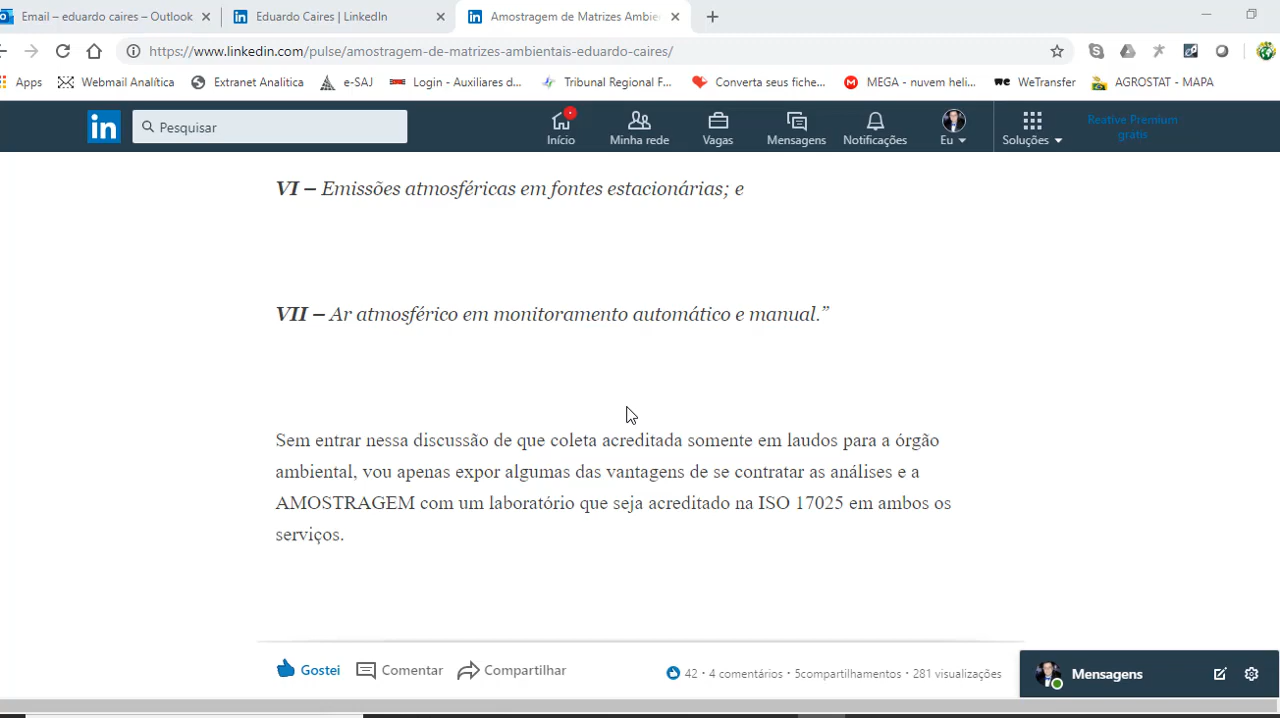 Email – eduardo caires – Outlook
Eduardo Caires | LinkedIn
Amostragem de Matrizes Ambie
https://www.linkedin.com/pulse/amostragem-de-matrizes-ambientais-eduardo-caires/
Apps Webmail Analítica Extranet Analitica e-SAJ Login - Auxiliares d... Tribunal Regional F... Converta seus fiche... MEGA - nuvem heli... WeTransfer AGROSTAT - MAPA
in Pesquisar Início Minha rede Vagas Mensagens Notificações Eu Soluções
Reative Premium
grátis
VI – Emissões atmosféricas em fontes estacionárias; e
VII – Ar atmosférico em monitoramento automático e manual.”
Sem entrar nessa discussão de que coleta acreditada somente em laudos para a órgão
ambiental, vou apenas expor algumas das vantagens de se contratar as análises e a
AMOSTRAGEM com um laboratório que seja acreditado na ISO 17025 em ambos os
serviços.
Gostei Comentar Compartilhar 42 • 4 comentários • 5compartilhamentos • 281 visualizações
Mensagens